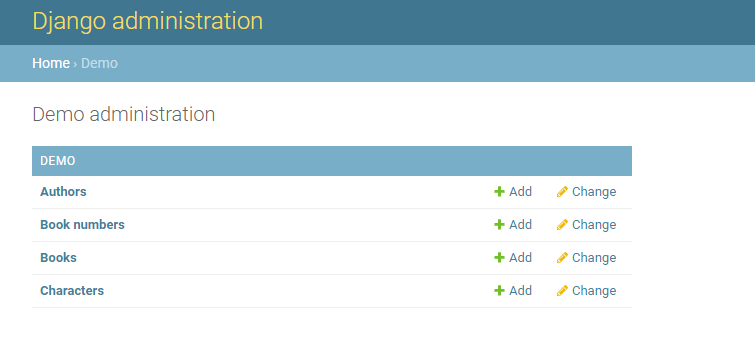 Django administration
Home › Demo
Demo administration
DEMO
Authors Add Change
Book numbers Add Change
Books Add Change
Characters Add Change